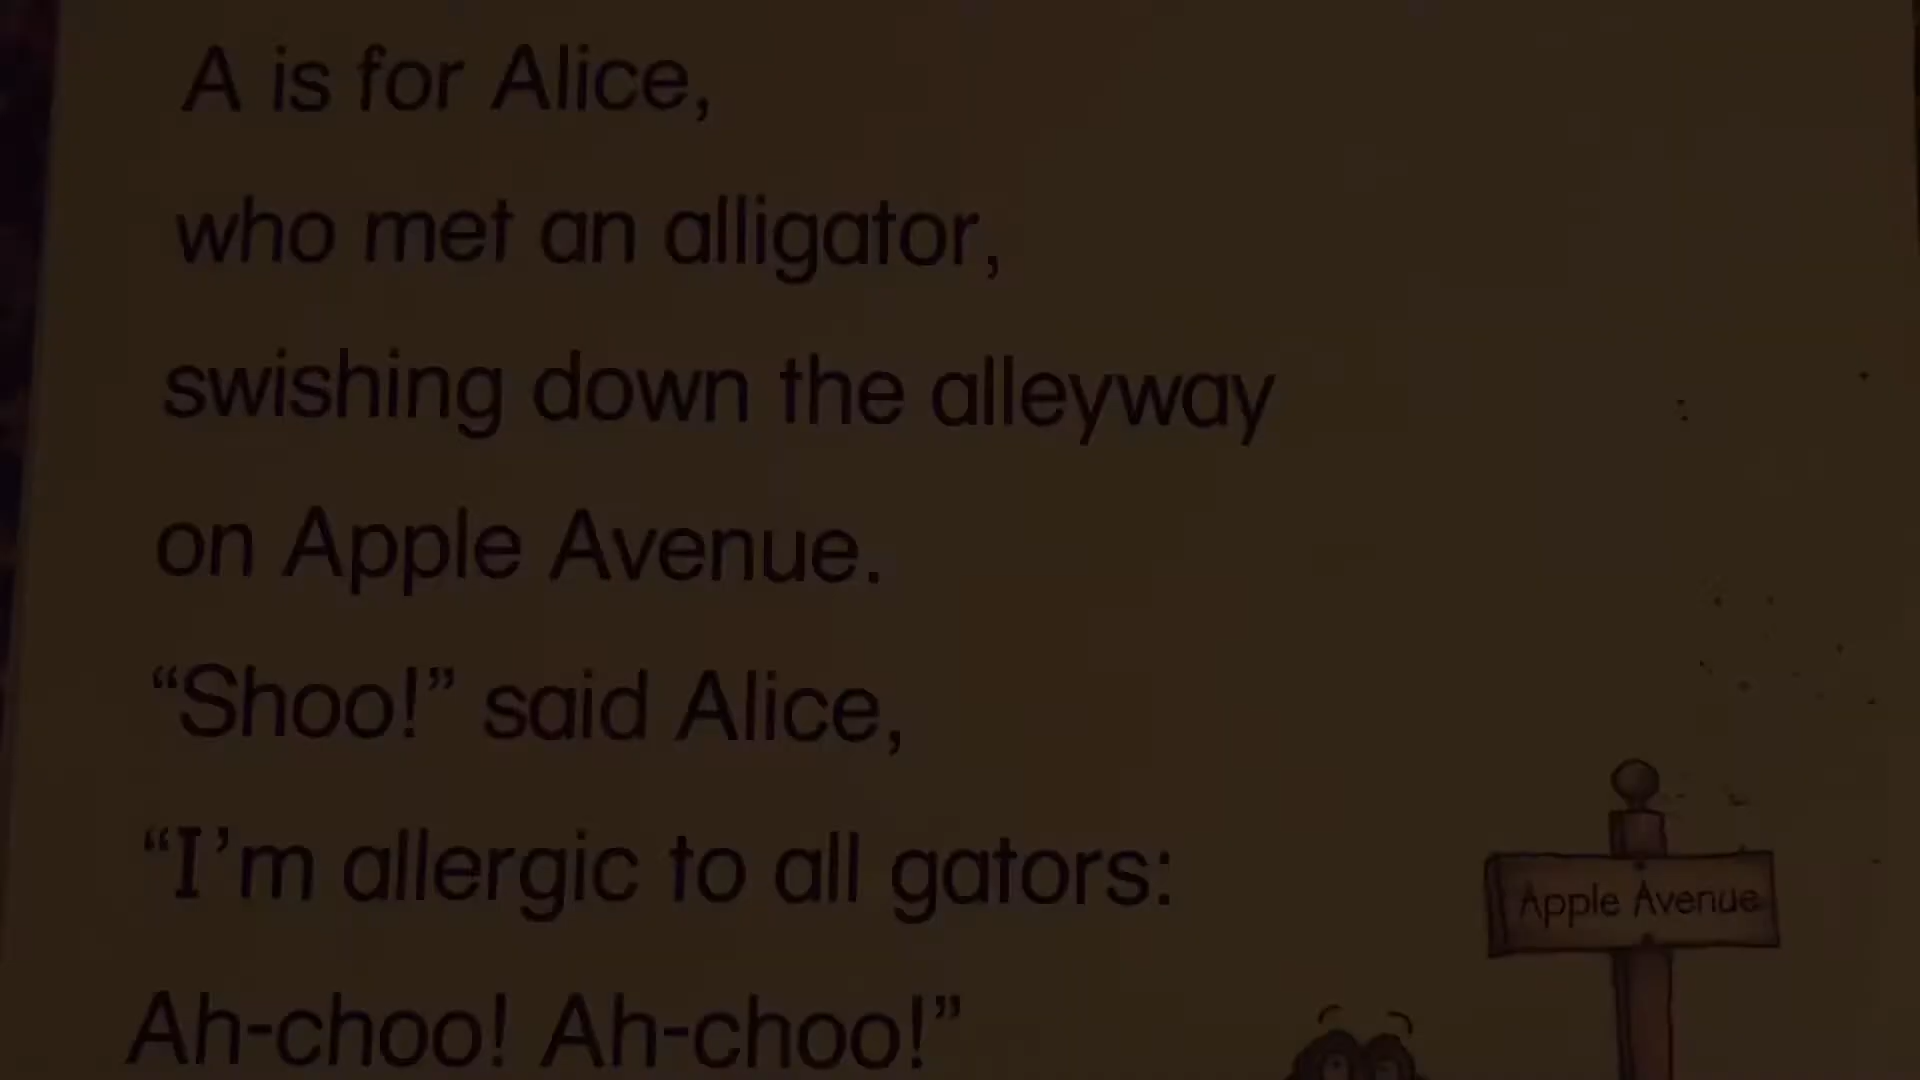 A is for Alice,
who met an alligator,
swishing down the alleyway
on Apple Avenue.
“Shoo!” said Alice,
“I’m allergic to all gators:
Ah-choo! Ah-choo!”
Apple Avenue